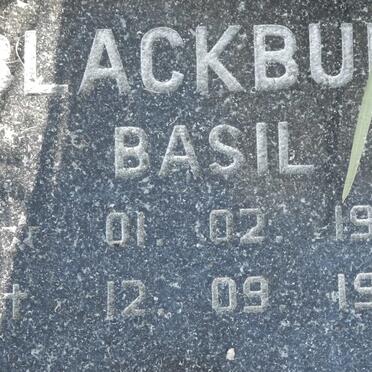 BLACKBU
BASIL
* 01. 02. 19
† 12. 09 19